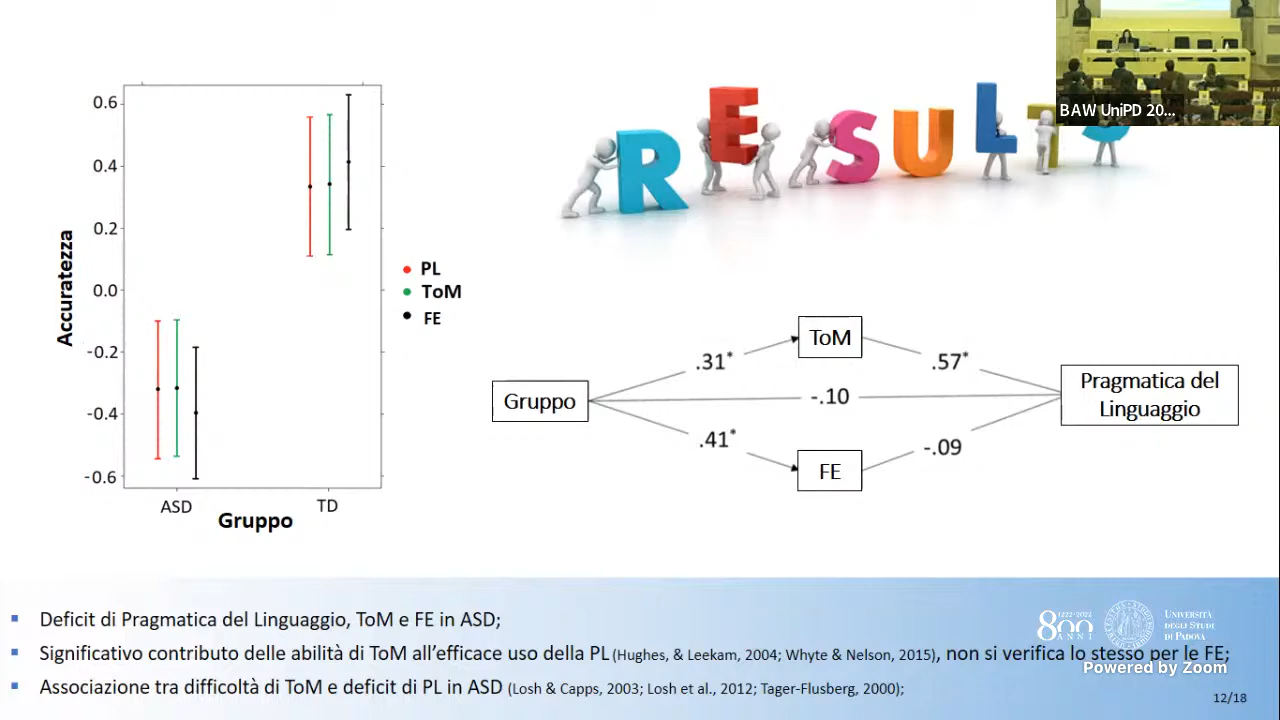 BAW UniPD 20...
RESULTS
0.6
0.4
0.2
0.0
-0.2
-0.4
-0.6
Accuratezza
ASD
TD
Gruppo
PL
ToM
FE
ToM
.31*
.57*
Gruppo
-.10
Pragmatica del
Linguaggio
.41*
-.09
FE
Deficit di Pragmatica del Linguaggio, ToM e FE in ASD;
Significativo contributo delle abilità di ToM all'efficace uso della PL (Hughes, & Leekam, 2004; Whyte & Nelson, 2015), non si verifica lo stesso per le FE;
Associazione tra difficoltà di ToM e deficit di PL in ASD (Losh & Capps, 2003; Losh et al., 2012; Tager-Flusberg, 2000);
1222·2022
800
ANNI
UNIVERSITÀ
DEGLI STUDI
DI PADOVA
Powered by Zoom
12/18